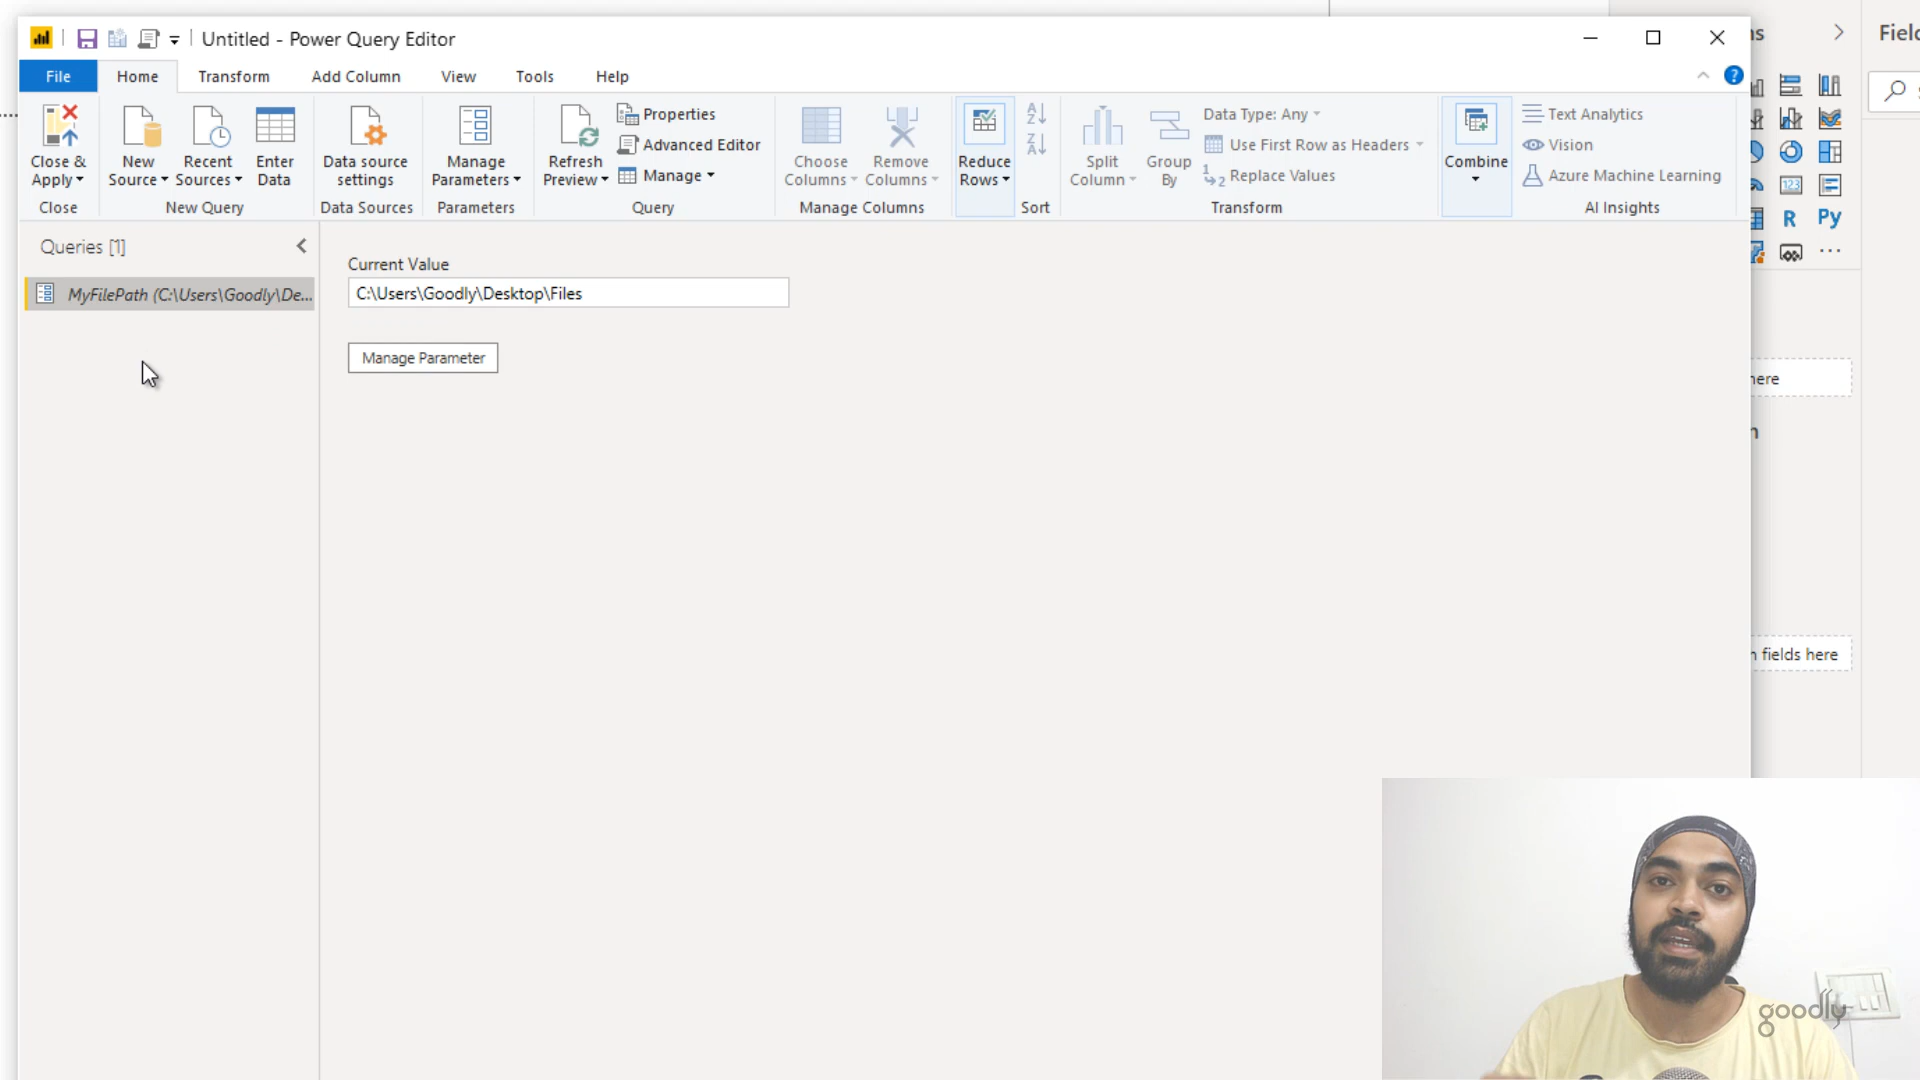 Untitled - Power Query Editor
File Home Transform Add Column View Tools Help
Close & Apply
Close
New Source
Recent Sources
Enter Data
New Query
Data source settings
Data Sources
Manage Parameters
Parameters
Refresh Preview
Properties
Advanced Editor
Manage
Query
Choose Columns
Remove Columns
Manage Columns
Reduce Rows
Sort
Split Column
Group By
Data Type: Any
Use First Row as Headers
Replace Values
Transform
Combine
Text Analytics
Vision
Azure Machine Learning
AI Insights
Queries [1]
MyFilePath (C:\Users\Goodly\De...
Current Value
C:\Users\Goodly\Desktop\Files
Manage Parameter
ns
Fiel
R
Py
123
here
n
n fields here
goodly